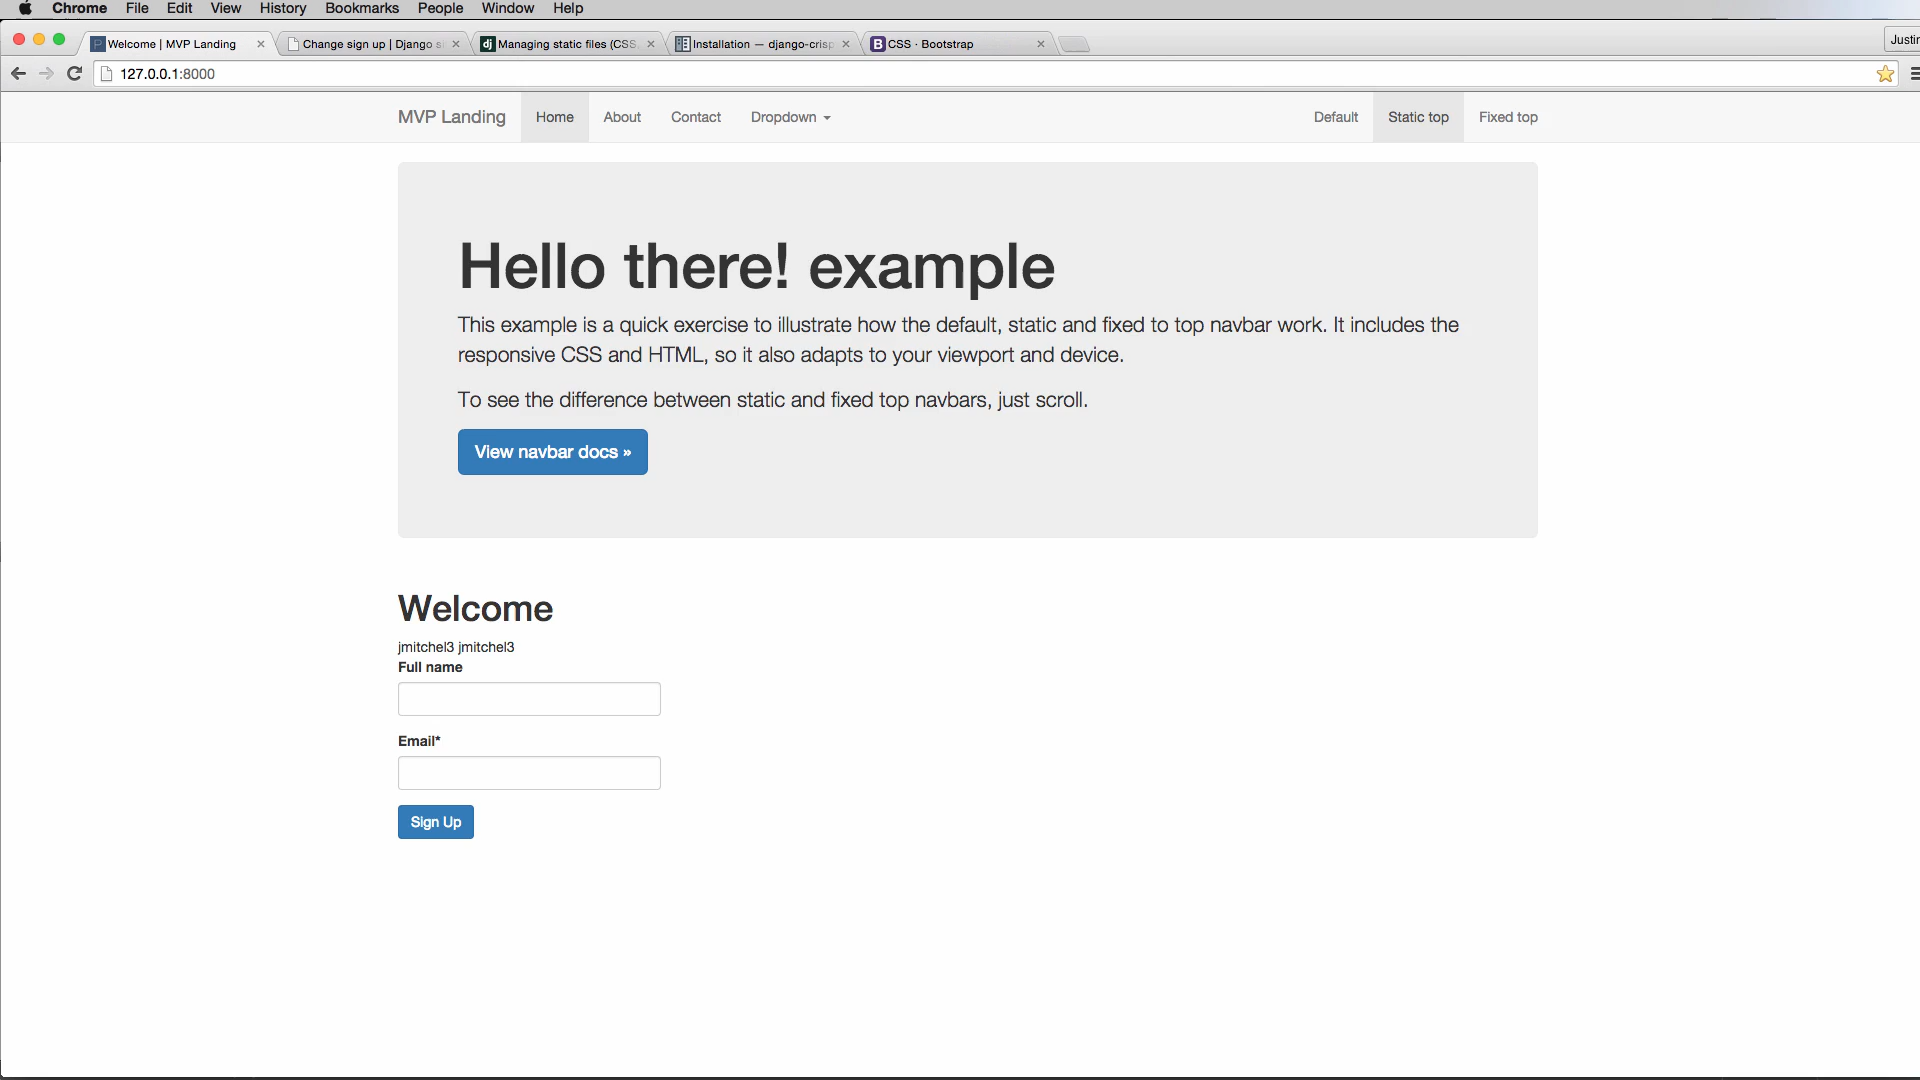 Chrome File Edit View History Bookmarks People Window Help
Welcome | MVP Landing
Change sign up | Django s
dj Managing static files (CSS,
Installation — django-crisp
B CSS · Bootstrap
127.0.0.1:8000
MVP Landing Home About Contact Dropdown Default Static top Fixed top
Hello there! example
This example is a quick exercise to illustrate how the default, static and fixed to top navbar work. It includes the
responsive CSS and HTML, so it also adapts to your viewport and device.
To see the difference between static and fixed top navbars, just scroll.
View navbar docs »
Welcome
jmitchel3 jmitchel3
Full name
Email*
Sign Up